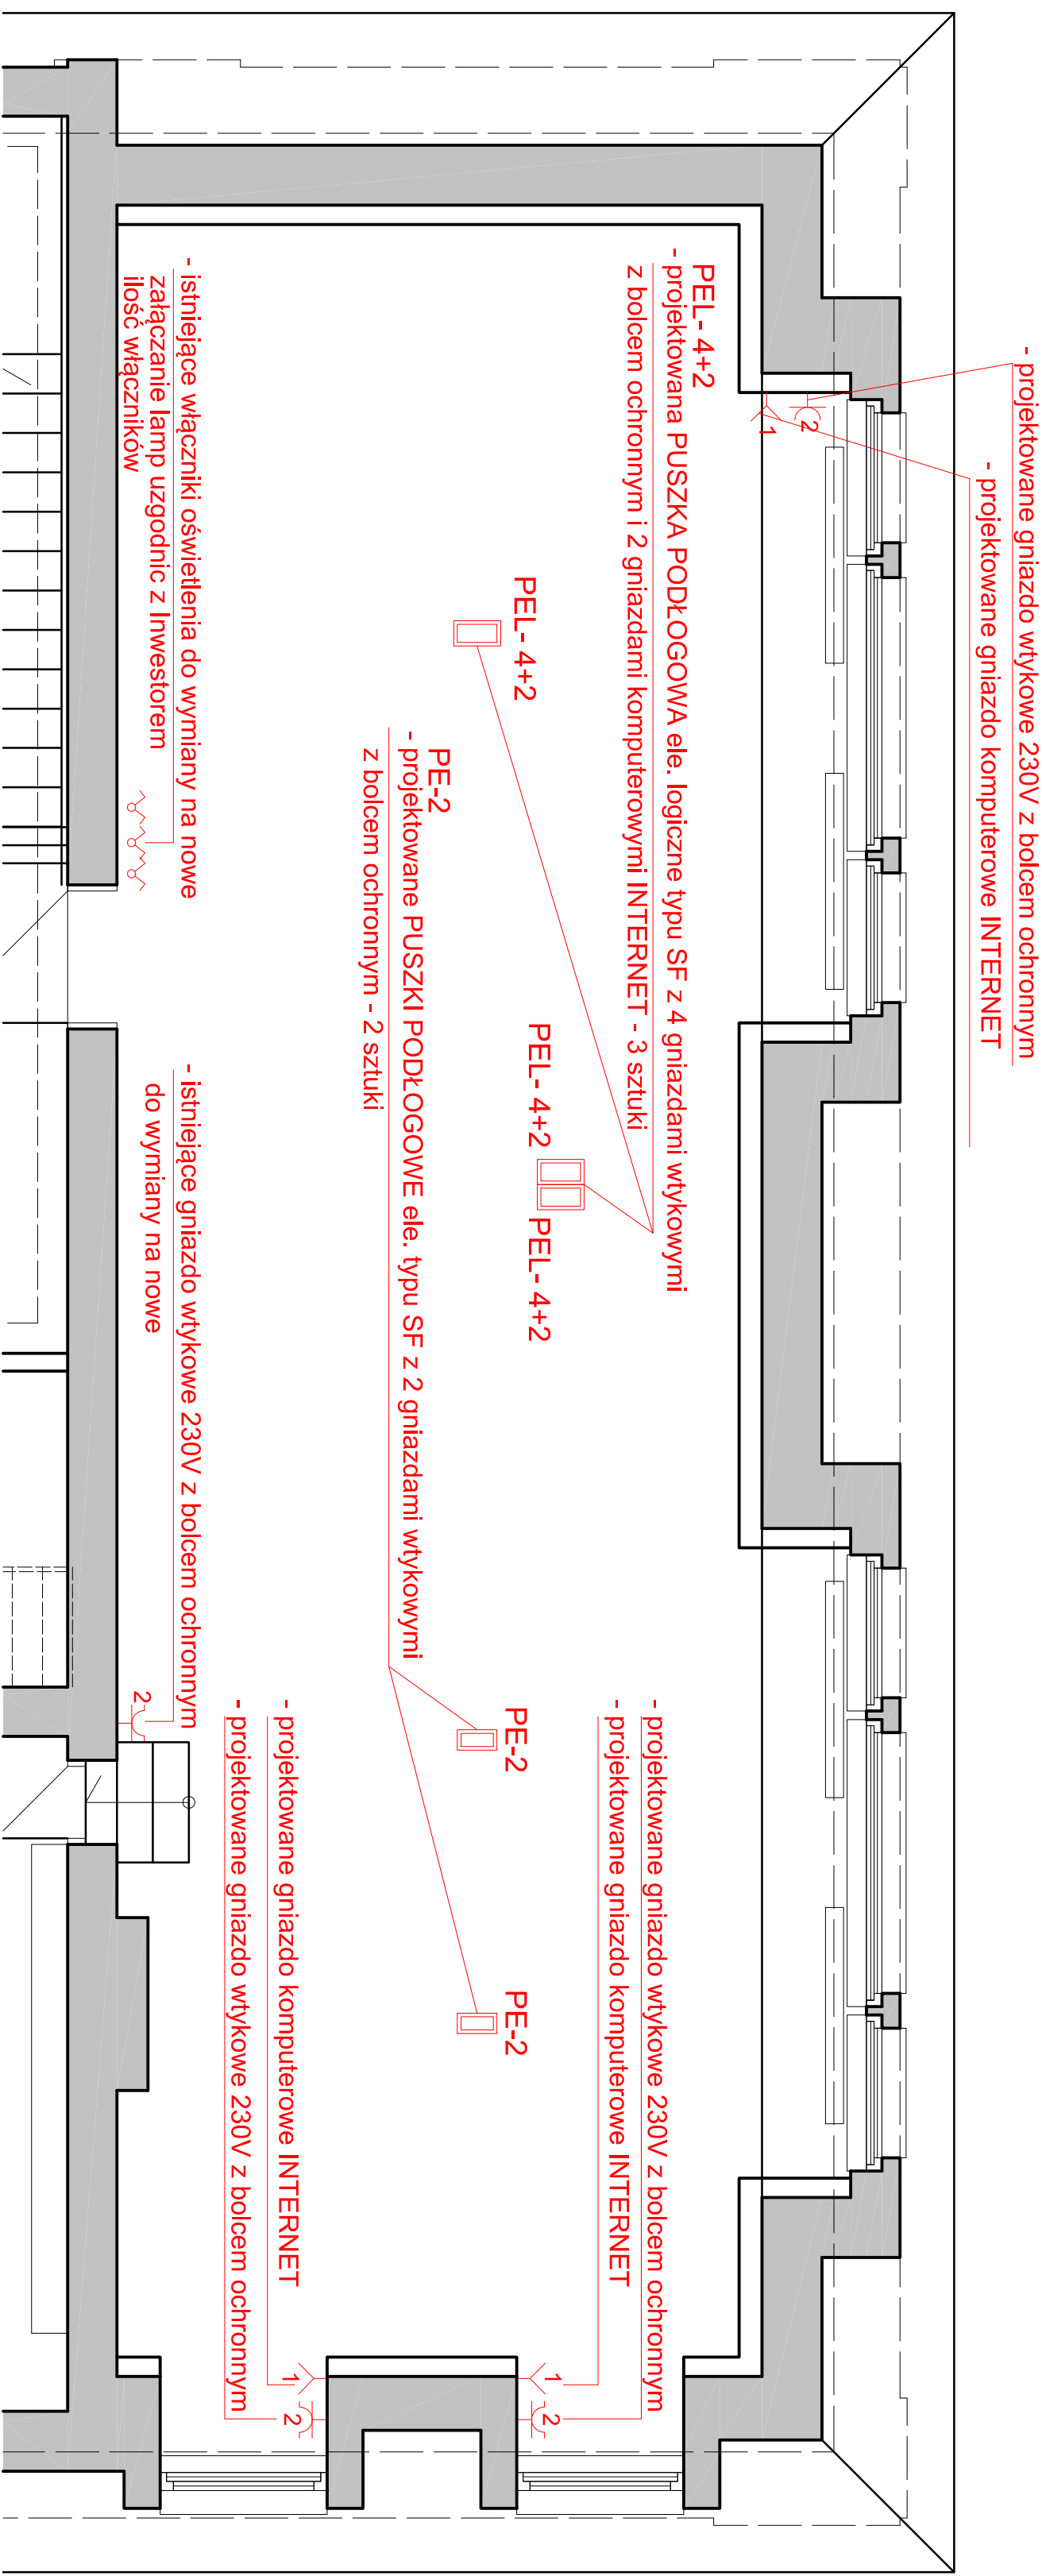 - projektowane gniazdo wtykowe 230V z bolcem ochronnym
- projektowane gniazdo komputerowe INTERNET
2
1
PEL- 4+2
- projektowana PUSZKA PODŁOGOWA ele. logiczne typu SF z 4 gniazdami wtykowymi
z bolcem ochronnym i 2 gniazdami komputerowymi INTERNET - 3 sztuki
PEL- 4+2
PEL- 4+2
PEL- 4+2
PE-2
- projektowane PUSZKI PODŁOGOWE ele. typu SF z 2 gniazdami wtykowymi
z bolcem ochronnym - 2 sztuki
PE-2
PE-2
- projektowane gniazdo wtykowe 230V z bolcem ochronnym
- projektowane gniazdo komputerowe INTERNET
1
2
- projektowane gniazdo komputerowe INTERNET
- projektowane gniazdo wtykowe 230V z bolcem ochronnym
1
2
- istniejące włączniki oświetlenia do wymiany na nowe
załączanie lamp uzgodnic z Inwestorem
ilość włączników
- istniejące gniazdo wtykowe 230V z bolcem ochronnym
do wymiany na nowe
2